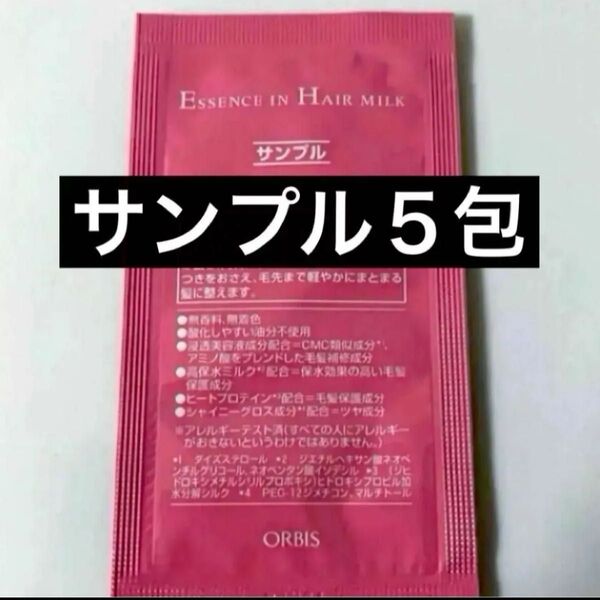 ESSENCE IN HAIR MILK
サンプル
サンプル５包
つきをおさえ、毛先まで軽やかにまとまる
髪に整えます。
●無香料、無着色
●酸化しやすい油分不使用
●浸透美容液成分配合=CMC類似成分*1、
アミノ酸をブレンドした毛髪補修成分
●高保水ミルク*2配合=保水効果の高い毛髪
保護成分
●ヒートプロテイン*3配合=毛髪保護成分
●シャイニーグロス成分*4配合=ツヤ成分
※アレルギーテスト済(すべての人にアレルギー
がおきないというわけではありません。)
*1 ダイズステロール *2 ジエチルヘキサン酸ネオペ
ンチルグリコール、ネオペンタン酸イソデシル *3 (ジヒ
ドロキシメチルシリルプロポキシ)ヒドロキシプロピル加
水分解シルク *4 PEG-12ジメチコン、マルチトール
ORBIS